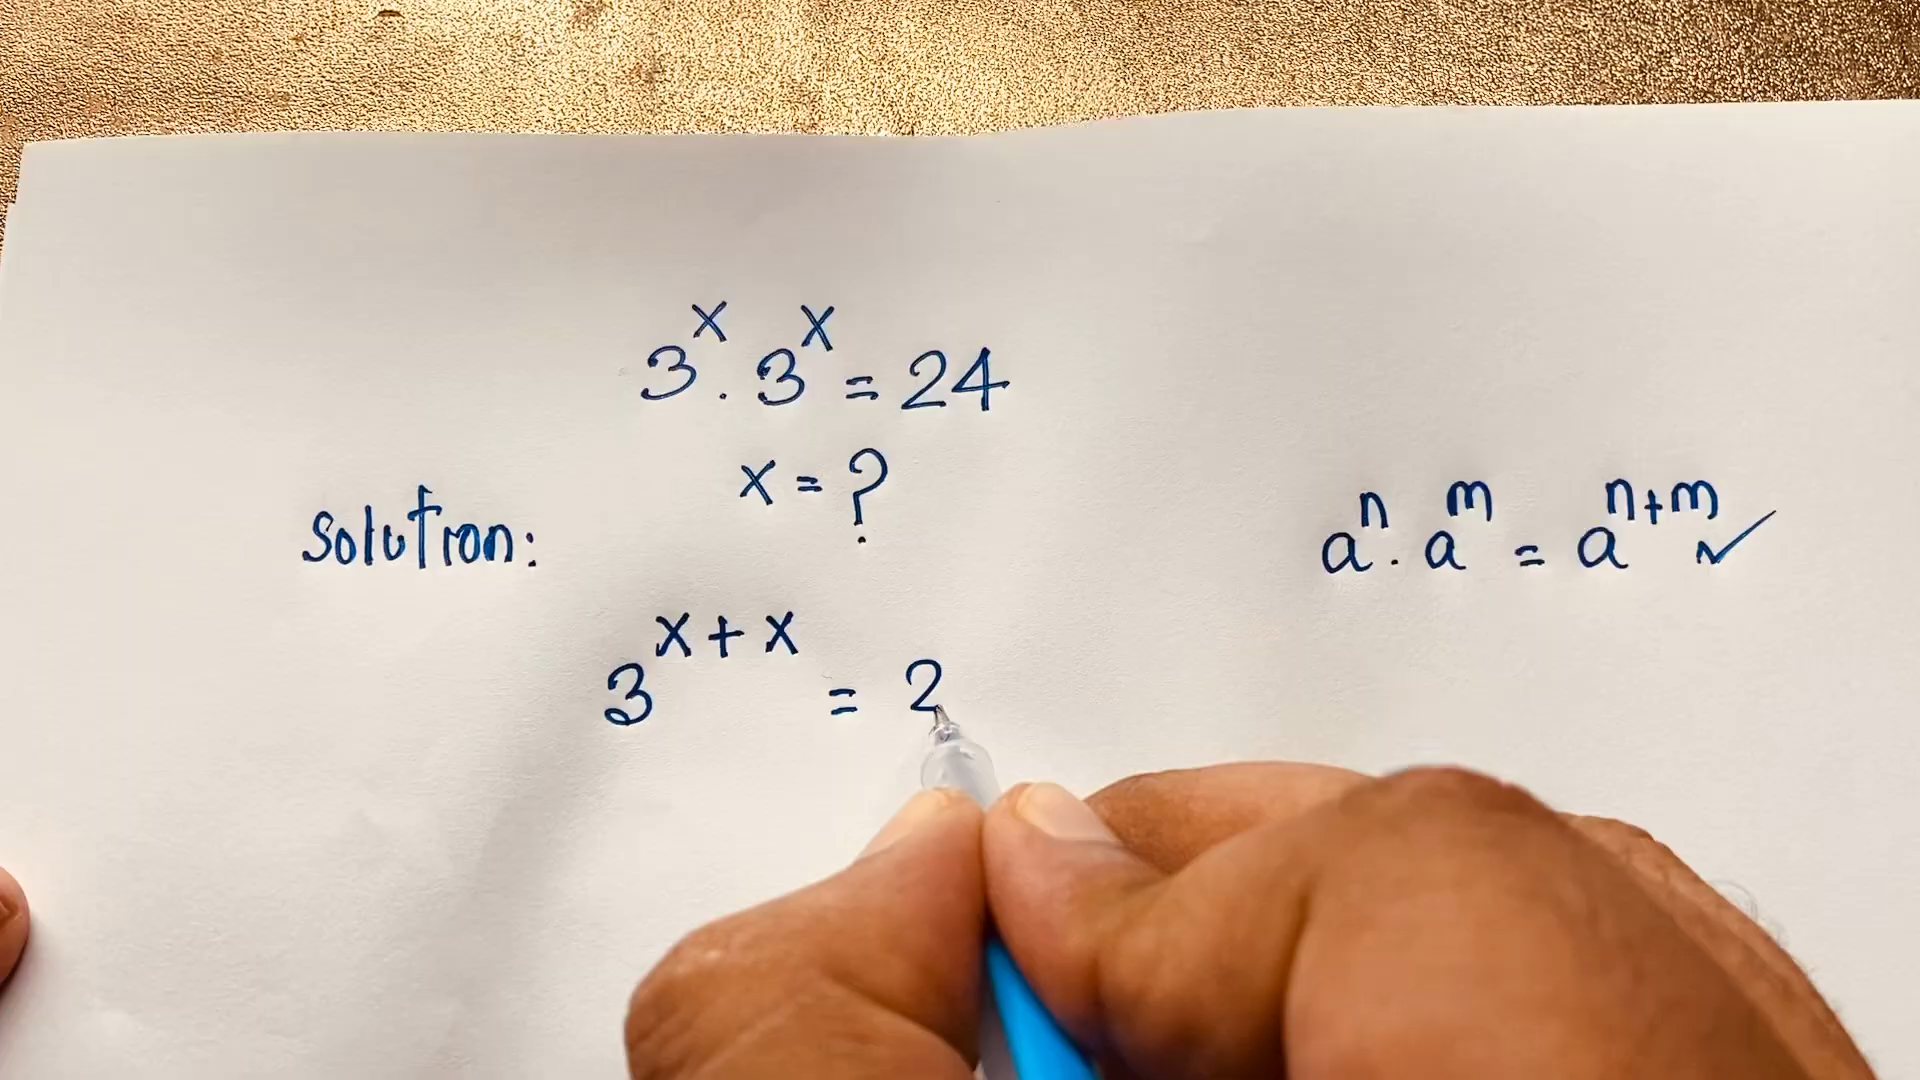 3^x . 3^x = 24
x = ?
Solution:
a^n . a^m = a^n+m ✓
3^x+x = 2